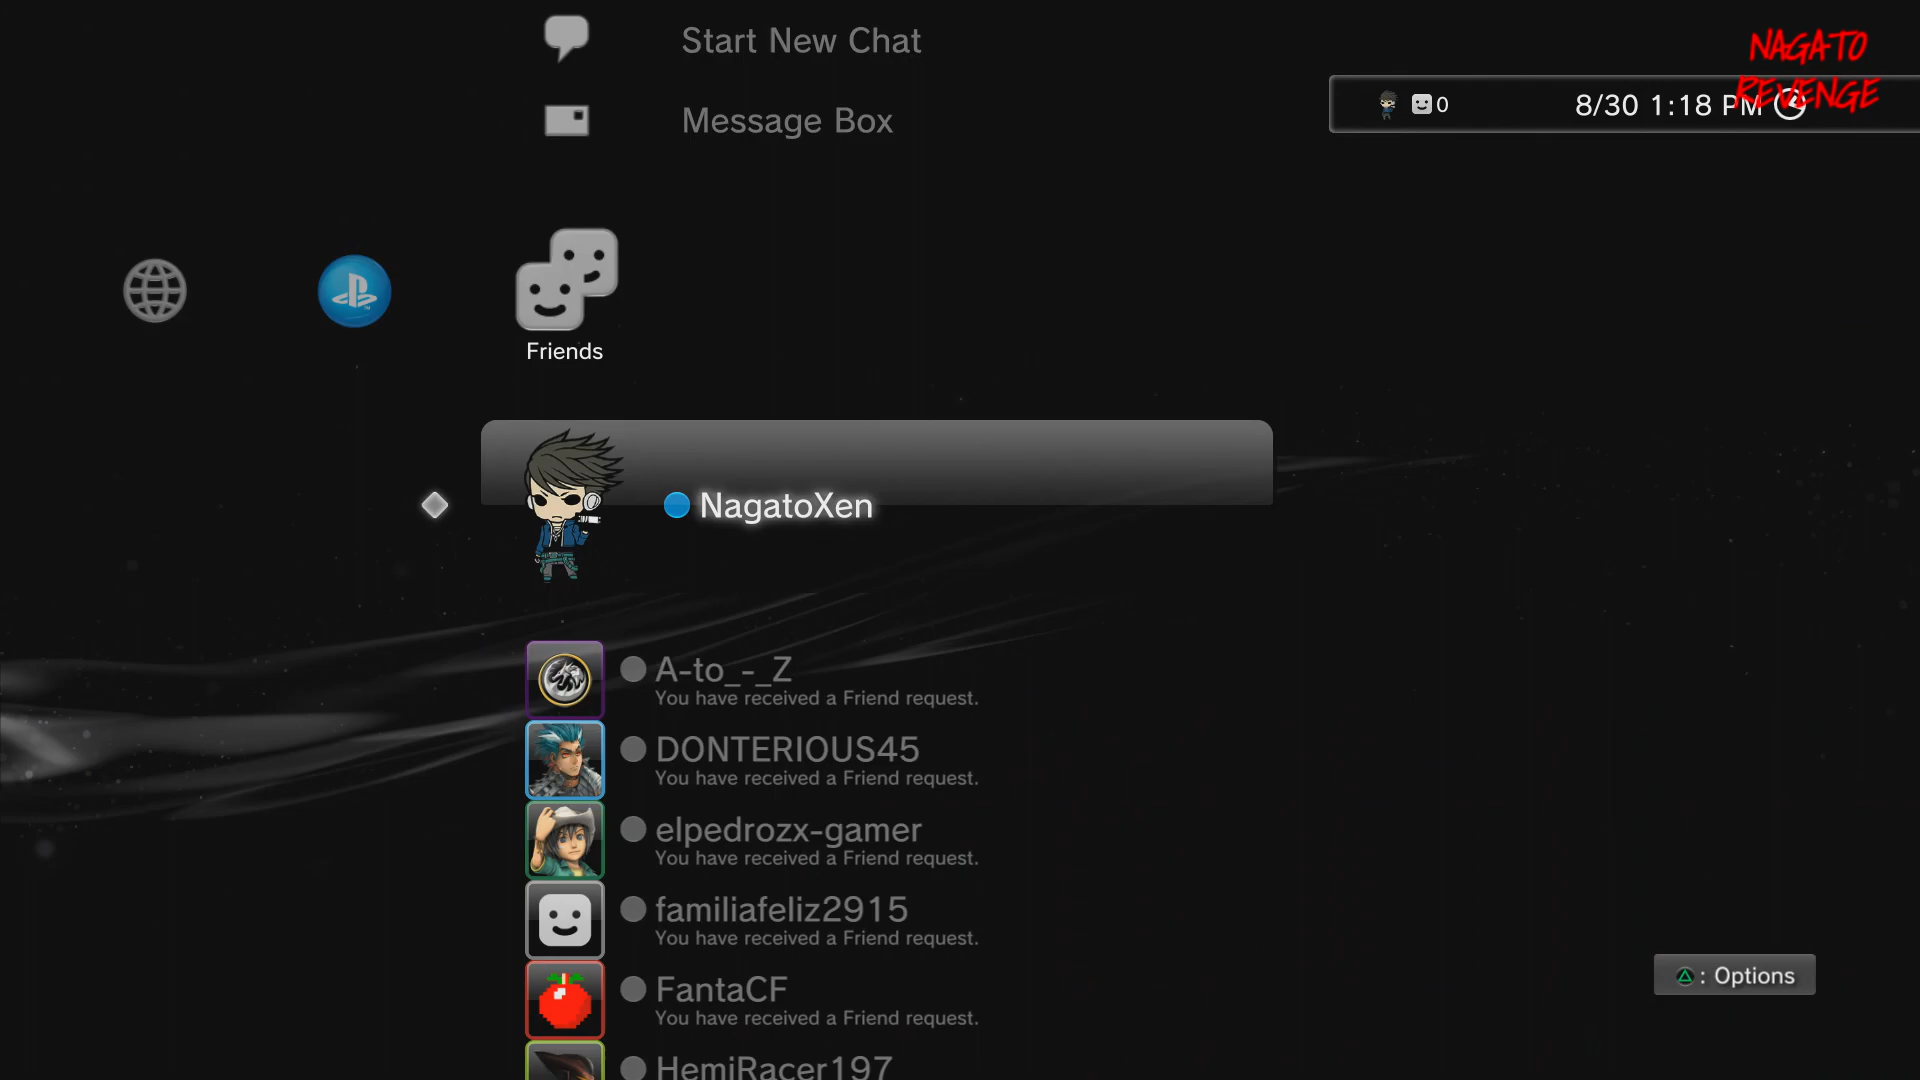 Start New Chat
Message Box
NAGATO
REVENGE
0
8/30 1:18 PM
Friends
NagatoXen
A-to_-_Z
You have received a Friend request.
DONTERIOUS45
You have received a Friend request.
elpedrozx-gamer
You have received a Friend request.
familiafeliz2915
You have received a Friend request.
FantaCF
You have received a Friend request.
HemiRacer197
: Options